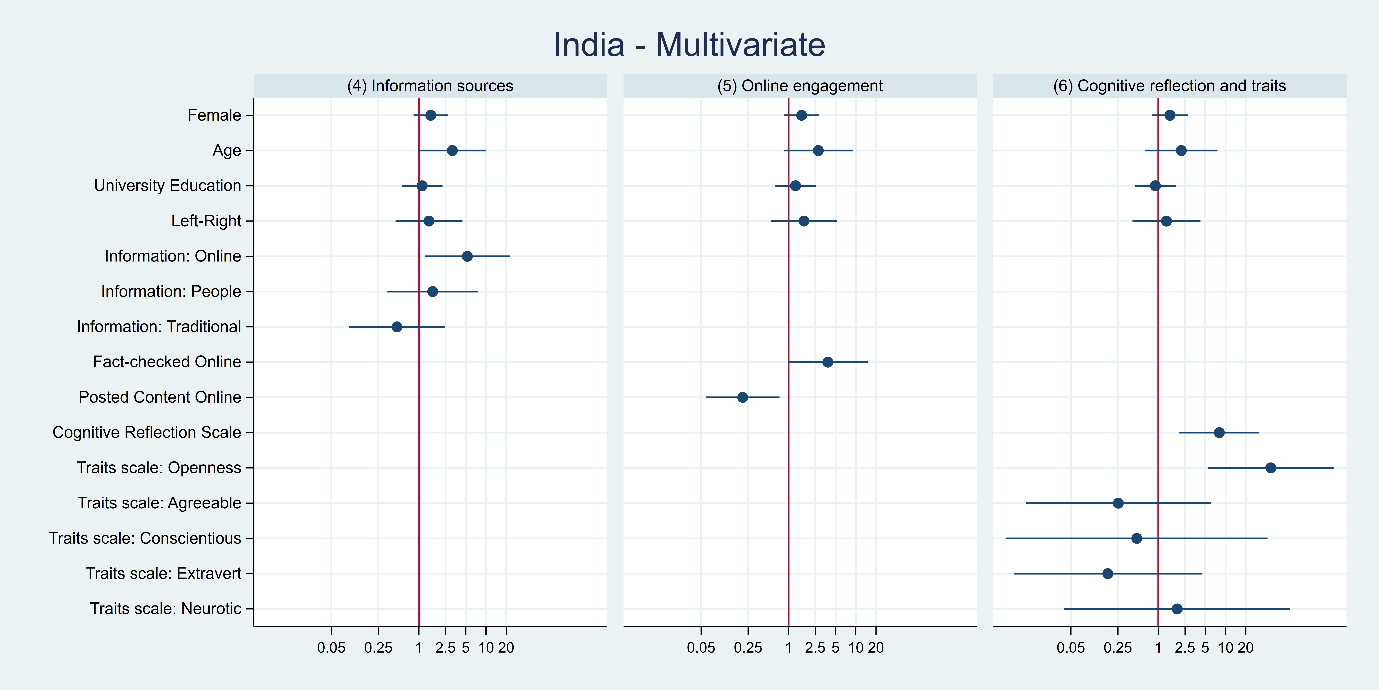 India - Multivariate
(4) Information sources
(5) Online engagement
(6) Cognitive reflection and traits
Female
Age
University Education
Left-Right
Information: Online
Information: People
Information: Traditional
Fact-checked Online
Posted Content Online
Cognitive Reflection Scale
Traits scale: Openness
Traits scale: Agreeable
Traits scale: Conscientious
Traits scale: Extravert
Traits scale: Neurotic
0.05 0.25 1 2.5 5 10 20
0.05 0.25 1 2.5 5 10 20
0.05 0.25 1 2.5 5 10 20